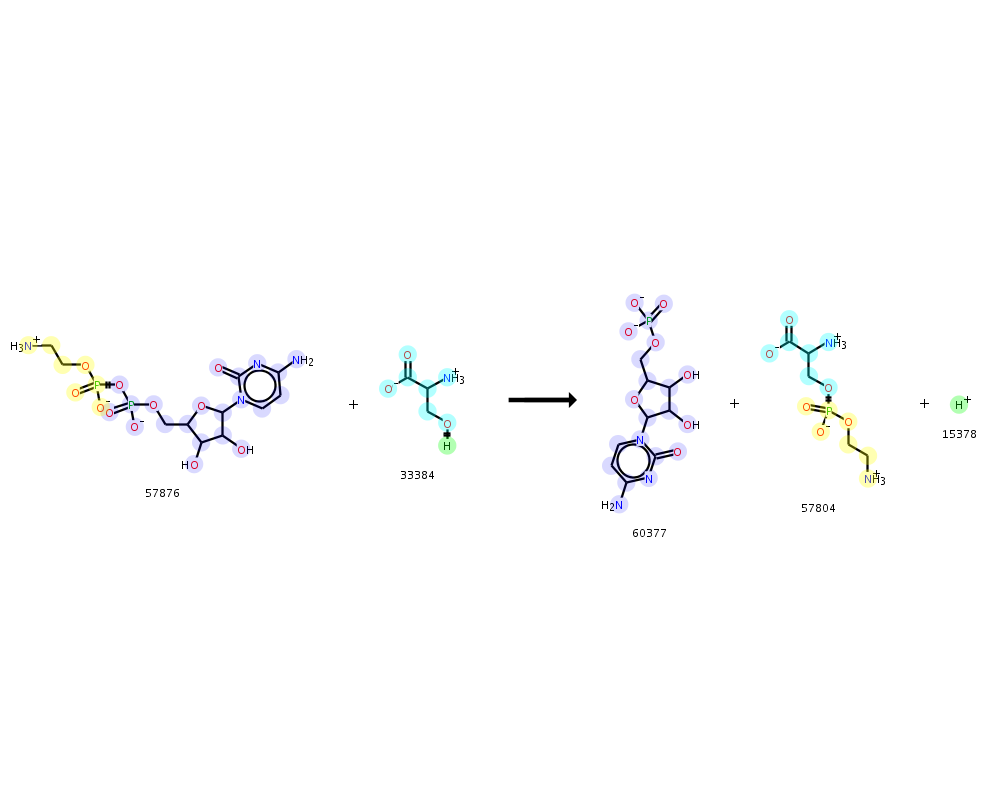 H3N+ O O P O- O O P O O- O HO OH O N N NH2
57876
+
O O- NH3+ O H
33384
+
O- O O- P O O OH OH N O N H2N
60377
+
O O- NH3+ O O P O- O NH3+
57804
+
H+
15378